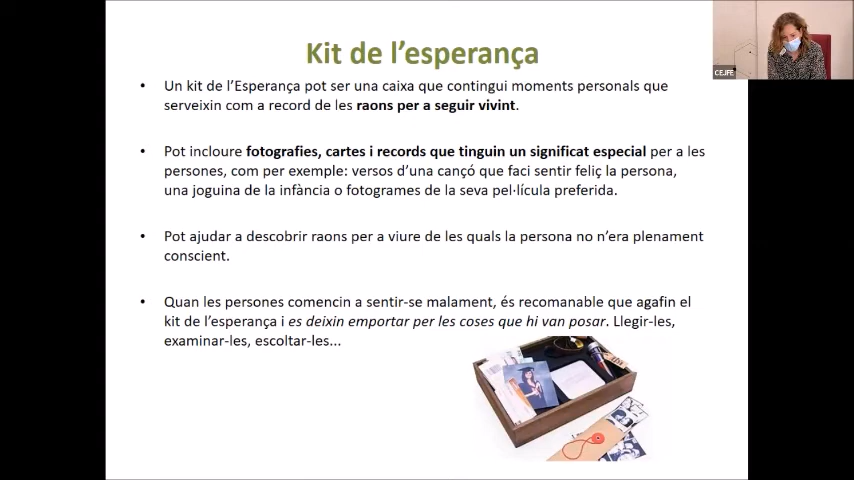 Kit de l'esperança
CEJFE
• Un kit de l'Esperança pot ser una caixa que contingui moments personals que
serveixin com a record de les raons per a seguir vivint.
• Pot incloure fotografies, cartes i records que tinguin un significat especial per a les
persones, com per exemple: versos d'una cançó que faci sentir feliç la persona,
una joguina de la infància o fotogrames de la seva pel·lícula preferida.
• Pot ajudar a descobrir raons per a viure de les quals la persona no n'era plenament
conscient.
• Quan les persones comencin a sentir-se malament, és recomanable que agafin el
kit de l'esperança i es deixin emportar per les coses que hi van posar. Llegir-les,
examinar-les, escoltar-les...